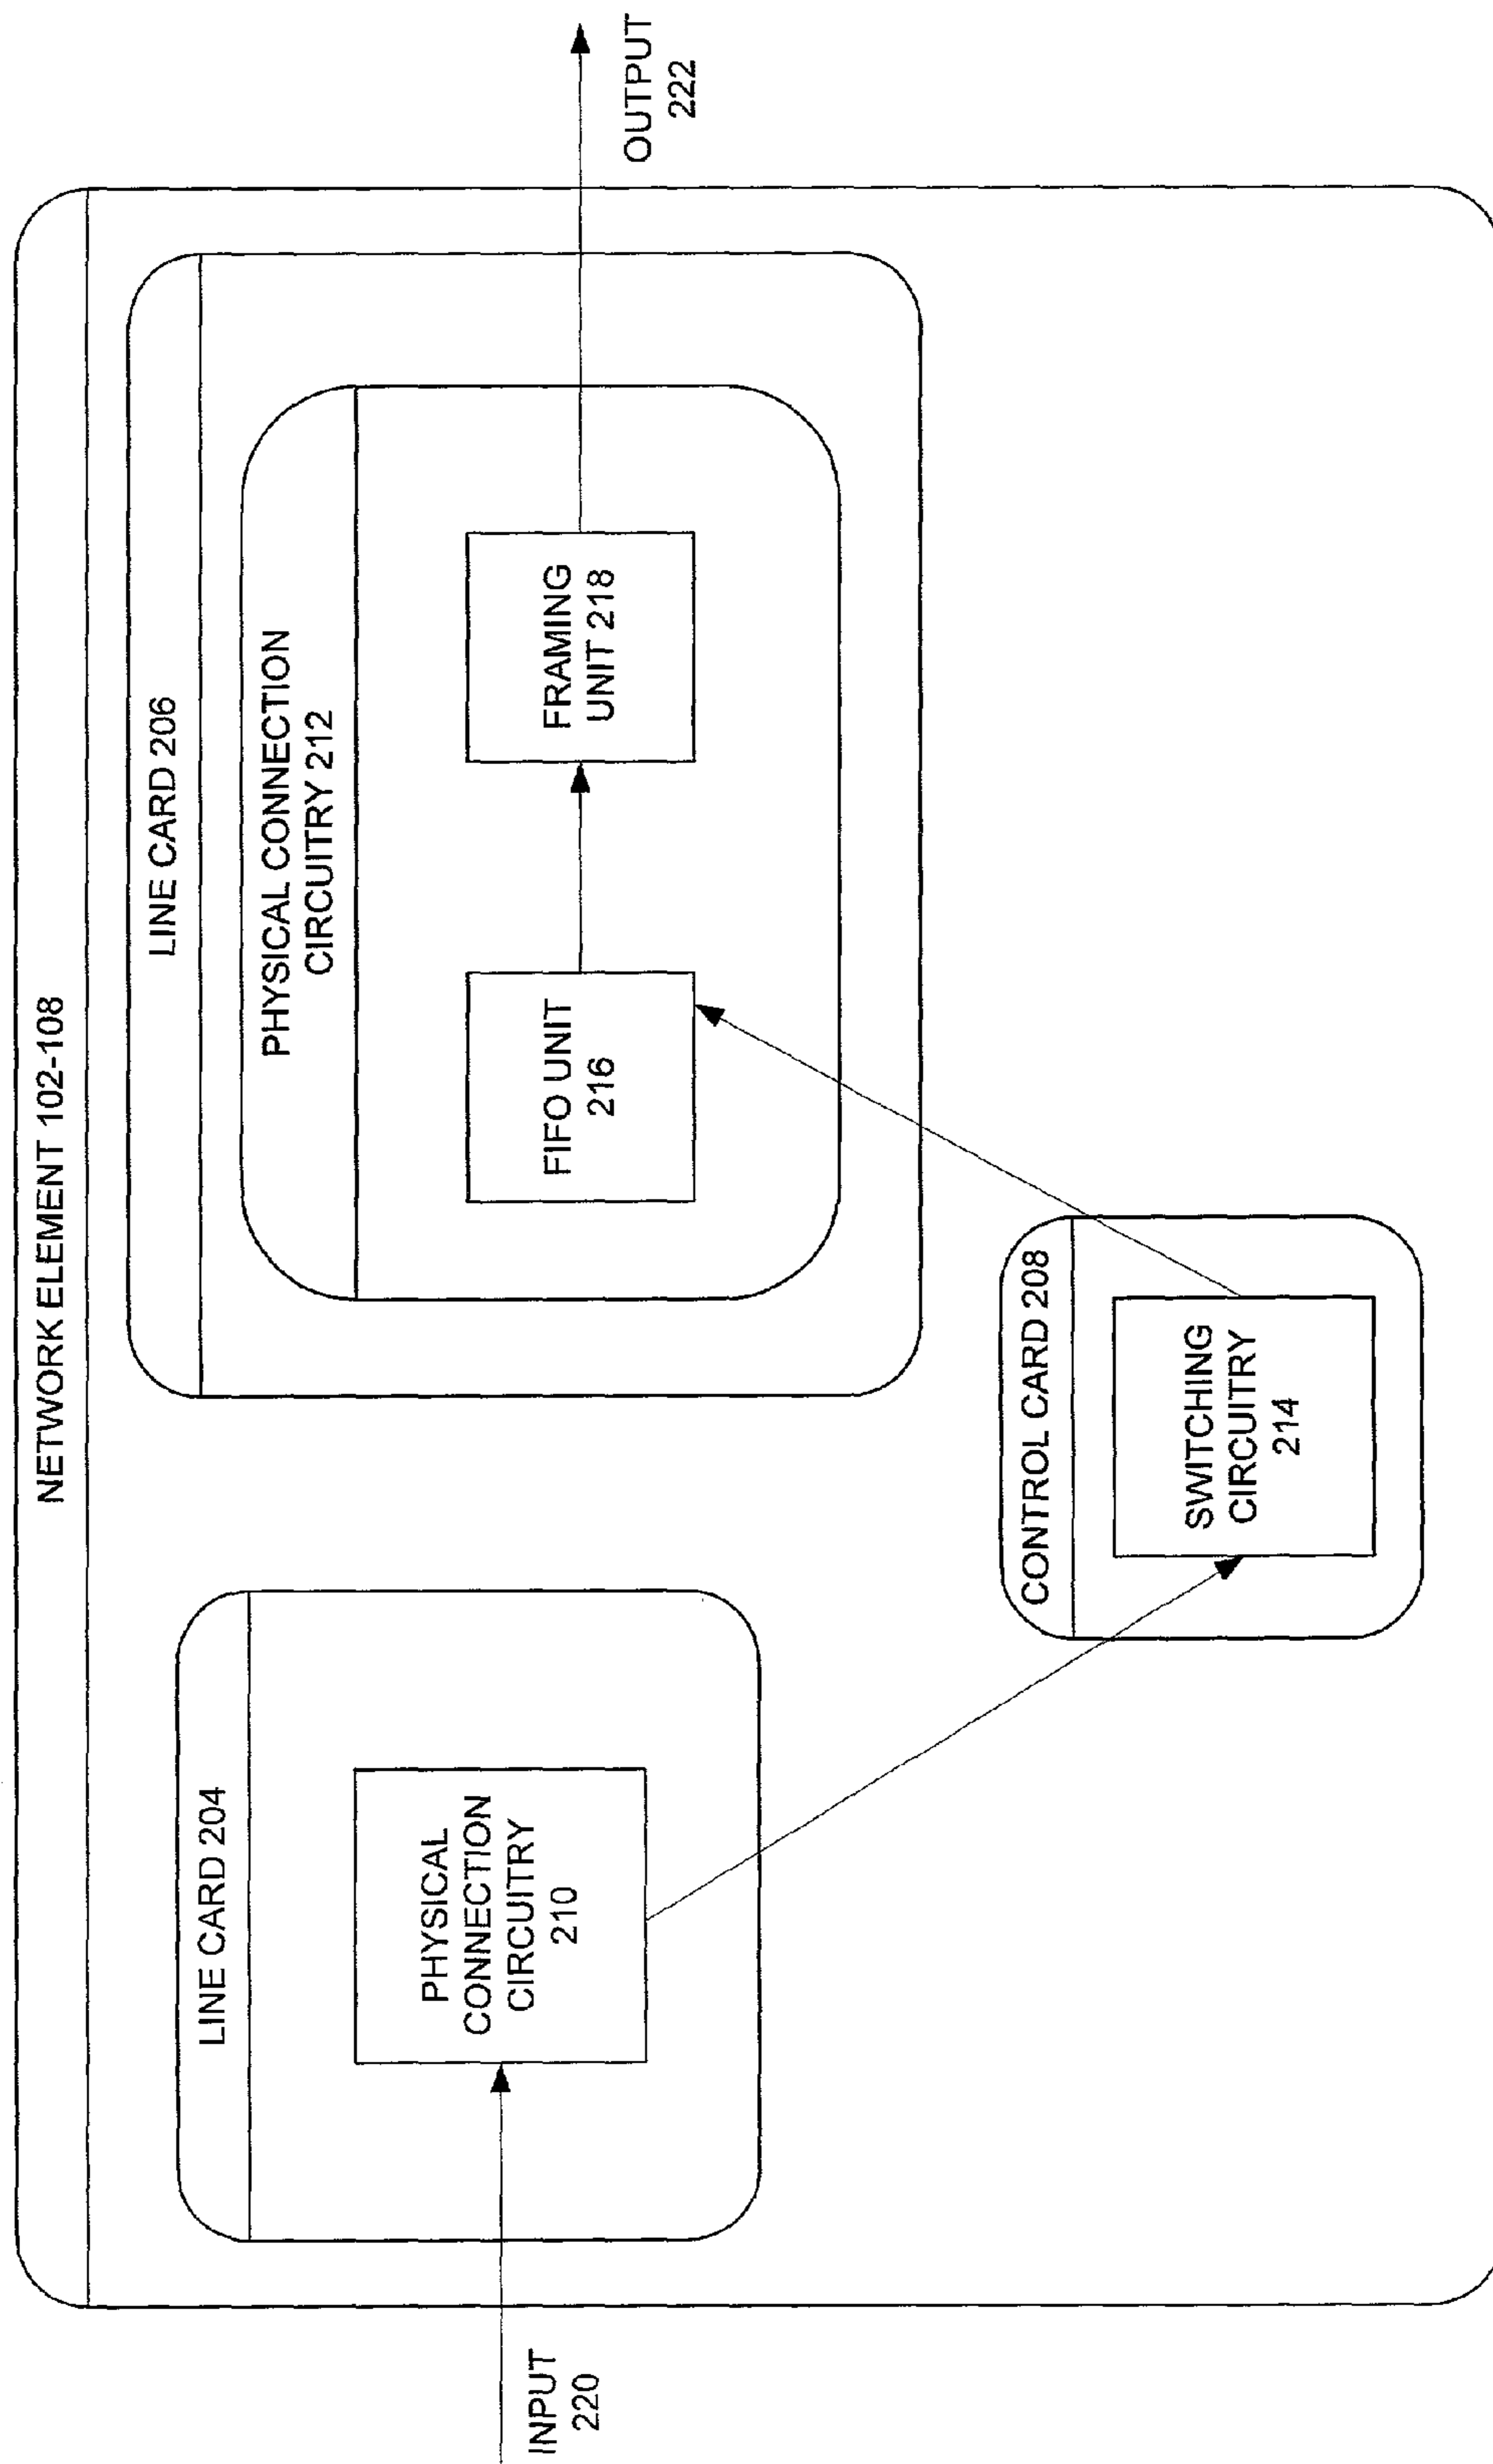 NETWORK ELEMENT 102-108
LINE CARD 204
PHYSICAL
CONNECTION
CIRCUITRY
210
INPUT
220
LINE CARD 206
PHYSICAL CONNECTION
CIRCUITRY 212
FIFO UNIT
216
FRAMING
UNIT 218
OUTPUT
222
CONTROL CARD 208
SWITCHING
CIRCUITRY
214